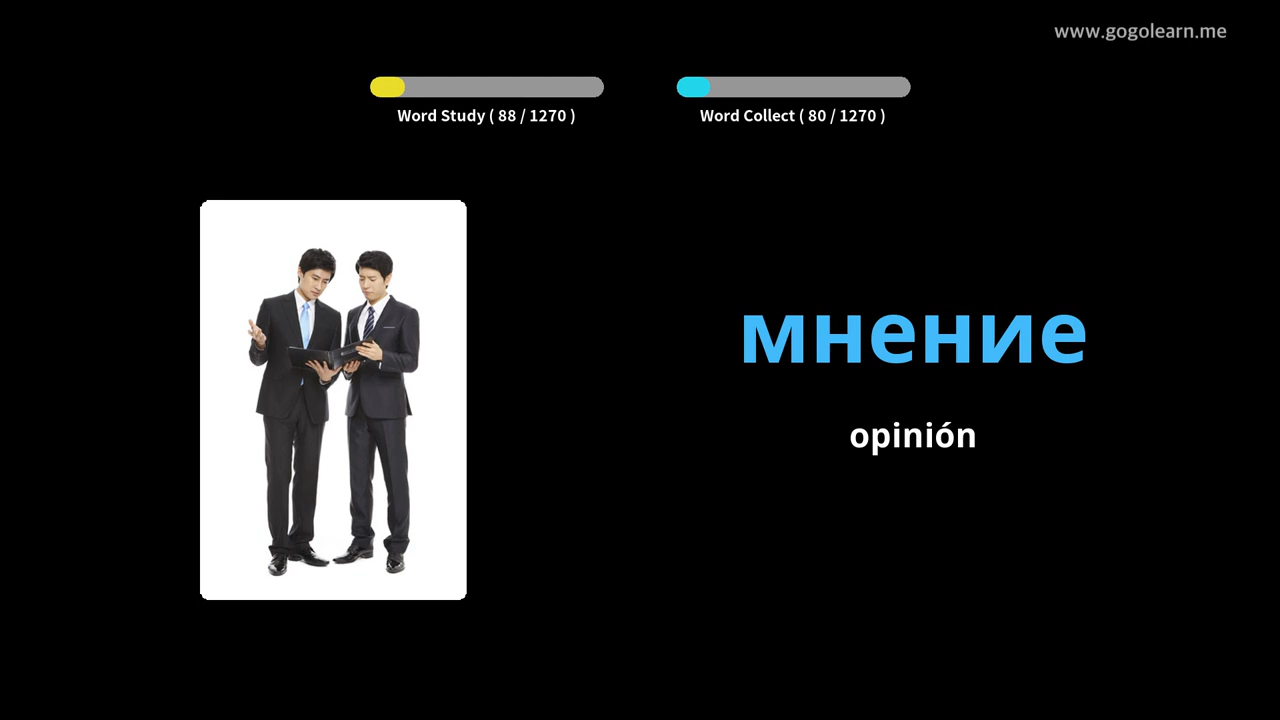 www.gogolearn.me
Word Study ( 88 / 1270 )
Word Collect ( 80 / 1270 )
мнение
opinión